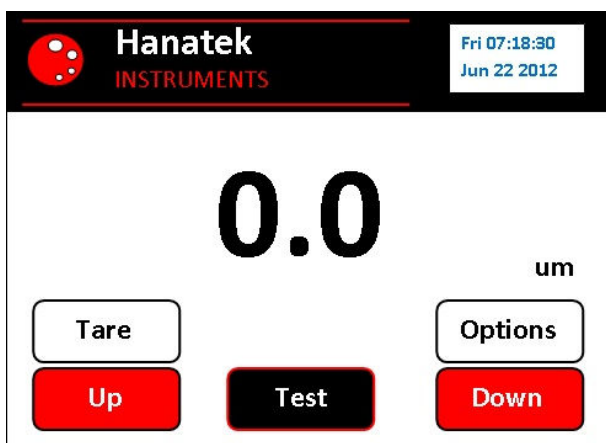 Hanatek
INSTRUMENTS
Fri 07:18:30
Jun 22 2012
0.0
um
Tare
Options
Up
Test
Down